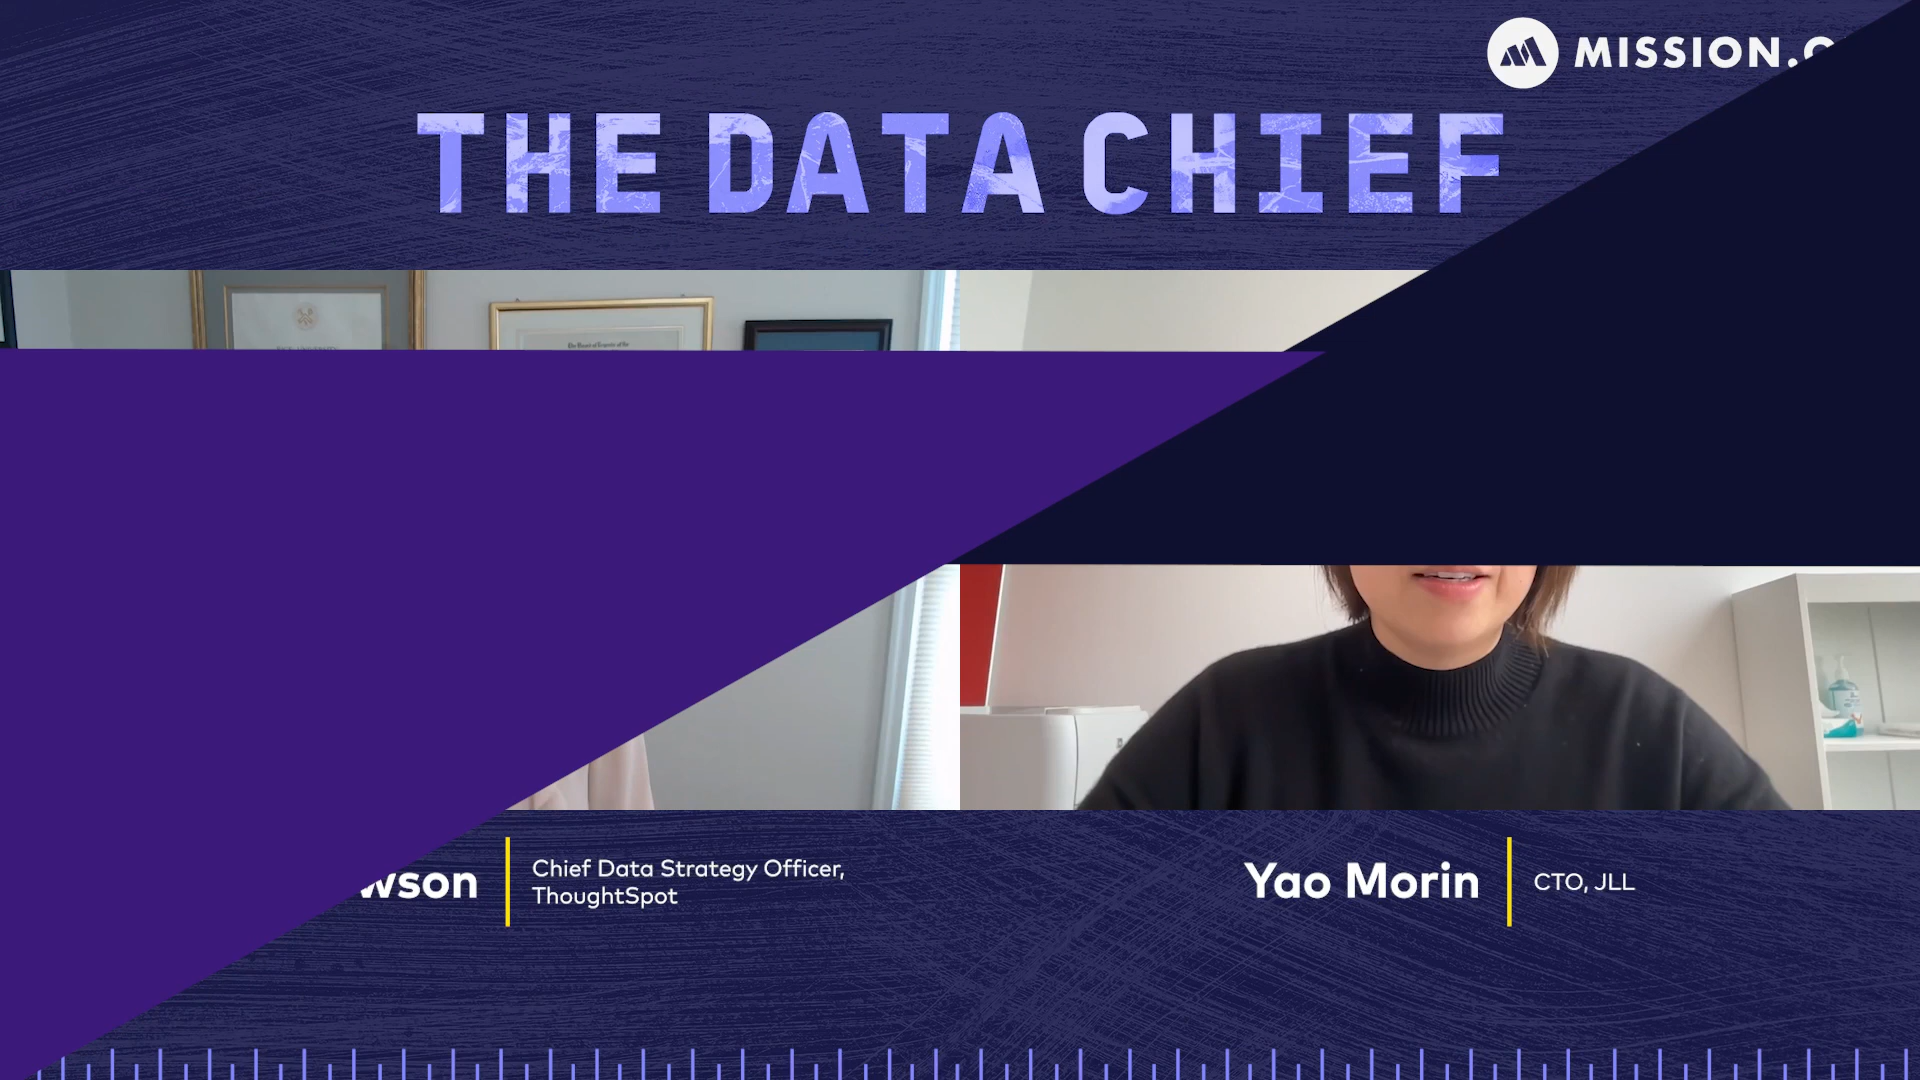 MISSION.
THE DATA CHIEF
wson
Chief Data Strategy Officer,
ThoughtSpot
Yao Morin
CTO, JLL